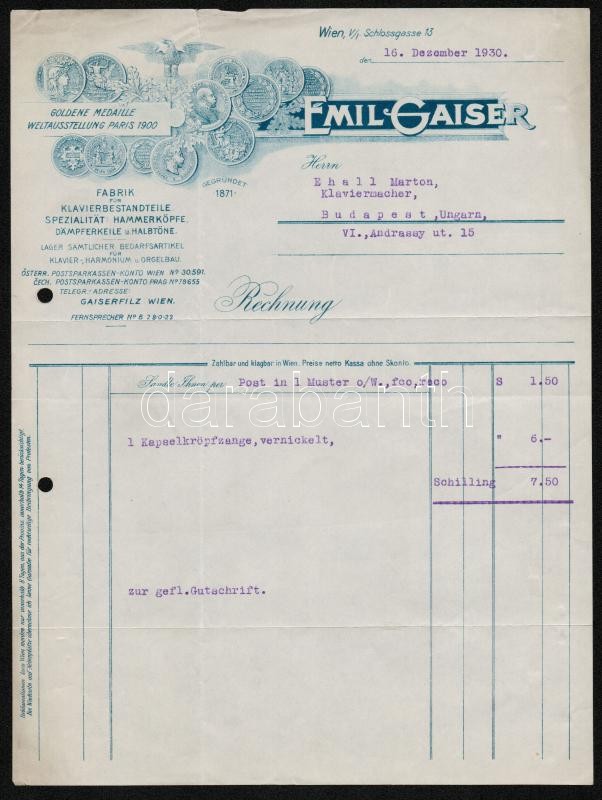 Wien, V/1 Schlossgasse 13
den 16. Dezember 1930.
GOLDENE MEDAILLE
WELTAUSSTELLUNG PARIS 1900
EMIL GAISER
GEGRÜNDET
1871.
Herrn
Ehall Marton,
Klaviermacher,
Budapest, Ungarn,
VI., Andrassy ut. 15
FABRIK
FÜR
KLAVIERBESTANDTEILE
SPEZIALITÄT: HAMMERKÖPFE
DÄMPFERKEILE u. HALBTÖNE.
LAGER SÄMTLICHER BEDARFSARTIKEL
FÜR
KLAVIER-, HARMONIUM u. ORGELBAU.
ÖSTERR. POSTSPARKASSEN-KONTO WIEN No 30.591.
ČECH. POSTSPARKASSEN-KONTO PRAG No 78655
TELEGR.-ADRESSE:
GAISERFILZ WIEN.
FERNSPRECHER No B 28-0-22
Rechnung
Zahlbar und klagbar in Wien. Preise netto Kassa ohne Skonto.
Sandte Ihnen per Post in 1 Muster o/W., fco, reco S 1.50
1 Kapselkröpfzange, vernickelt, " 6.-
Schilling 7.50
zur gefl. Gutschrift.
darabanth